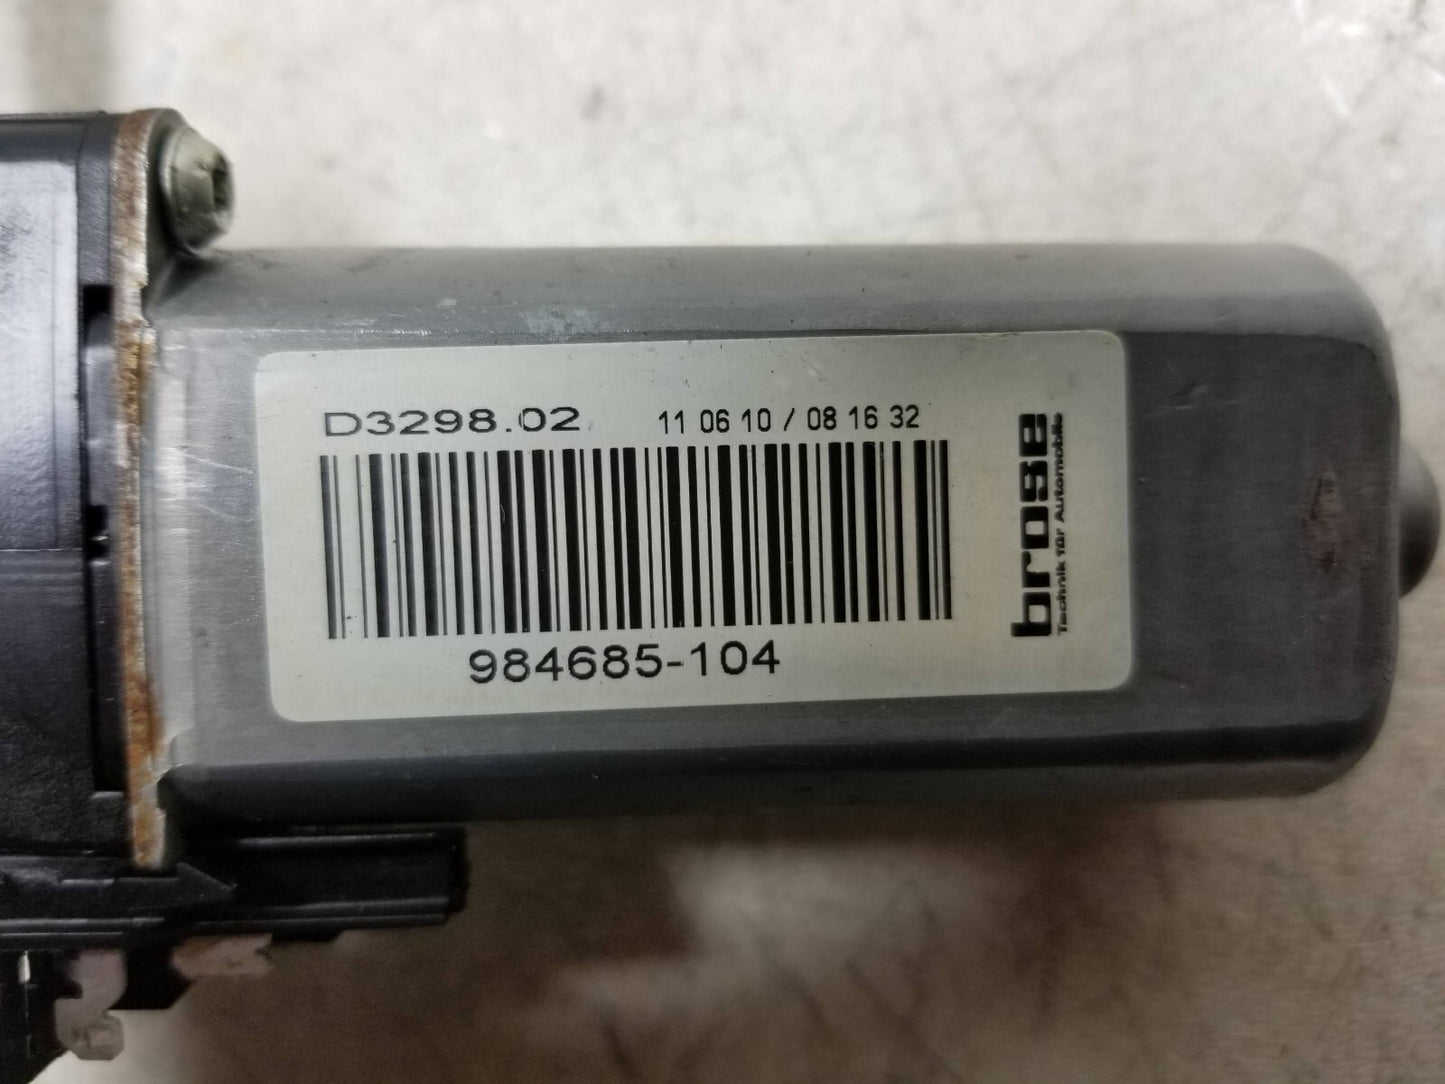 D3298.02
11 06 10 / 08 16 32
984685-104
brose
Technik für Automobile